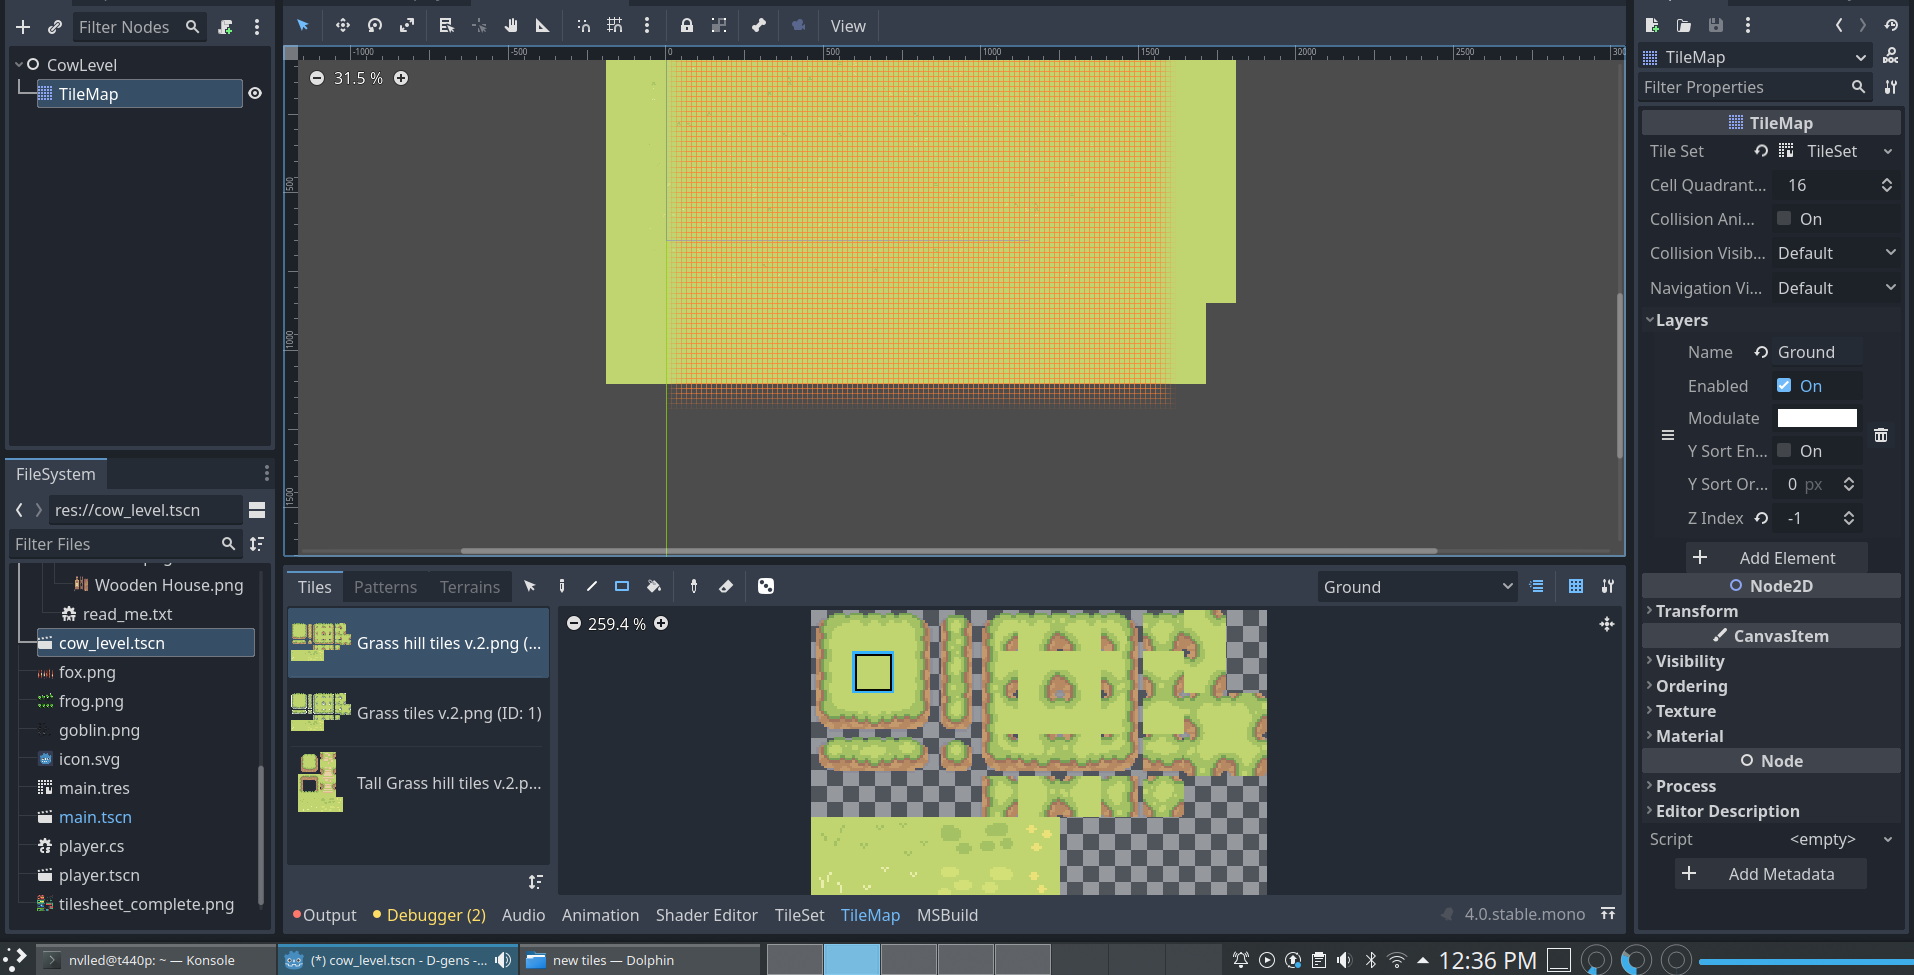 Filter Nodes
CowLevel
TileMap
FileSystem
res://cow_level.tscn
Filter Files
Wooden House.png
read_me.txt
cow_level.tscn
fox.png
frog.png
goblin.png
icon.svg
main.tres
main.tscn
player.cs
player.tscn
tilesheet_complete.png
View
-1000
-500
0
500
1000
1500
2000
2500
31.5 %
500
1000
1500
Tiles
Patterns
Terrains
Ground
Grass hill tiles v.2.png (...
Grass tiles v.2.png (ID: 1)
Tall Grass hill tiles v.2.p...
259.4 %
Output
Debugger (2)
Audio
Animation
Shader Editor
TileSet
TileMap
MSBuild
4.0.stable.mono
TileMap
DOC
Filter Properties
TileMap
Tile Set TileSet
Cell Quadrant... 16
Collision Ani... On
Collision Visib... Default
Navigation Vi... Default
Layers
Name Ground
Enabled On
Modulate
Y Sort En... On
Y Sort Or... 0 px
Z Index -1
Add Element
Node2D
Transform
CanvasItem
Visibility
Ordering
Texture
Material
Node
Process
Editor Description
Script <empty>
Add Metadata
nvlled@t440p: ~ — Konsole
(*) cow_level.tscn - D-gens -...
new tiles — Dolphin
12:36 PM